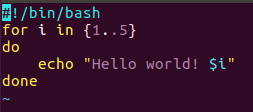 #!/bin/bash
for i in {1..5}
do
    echo "Hello world! $i"
done
~